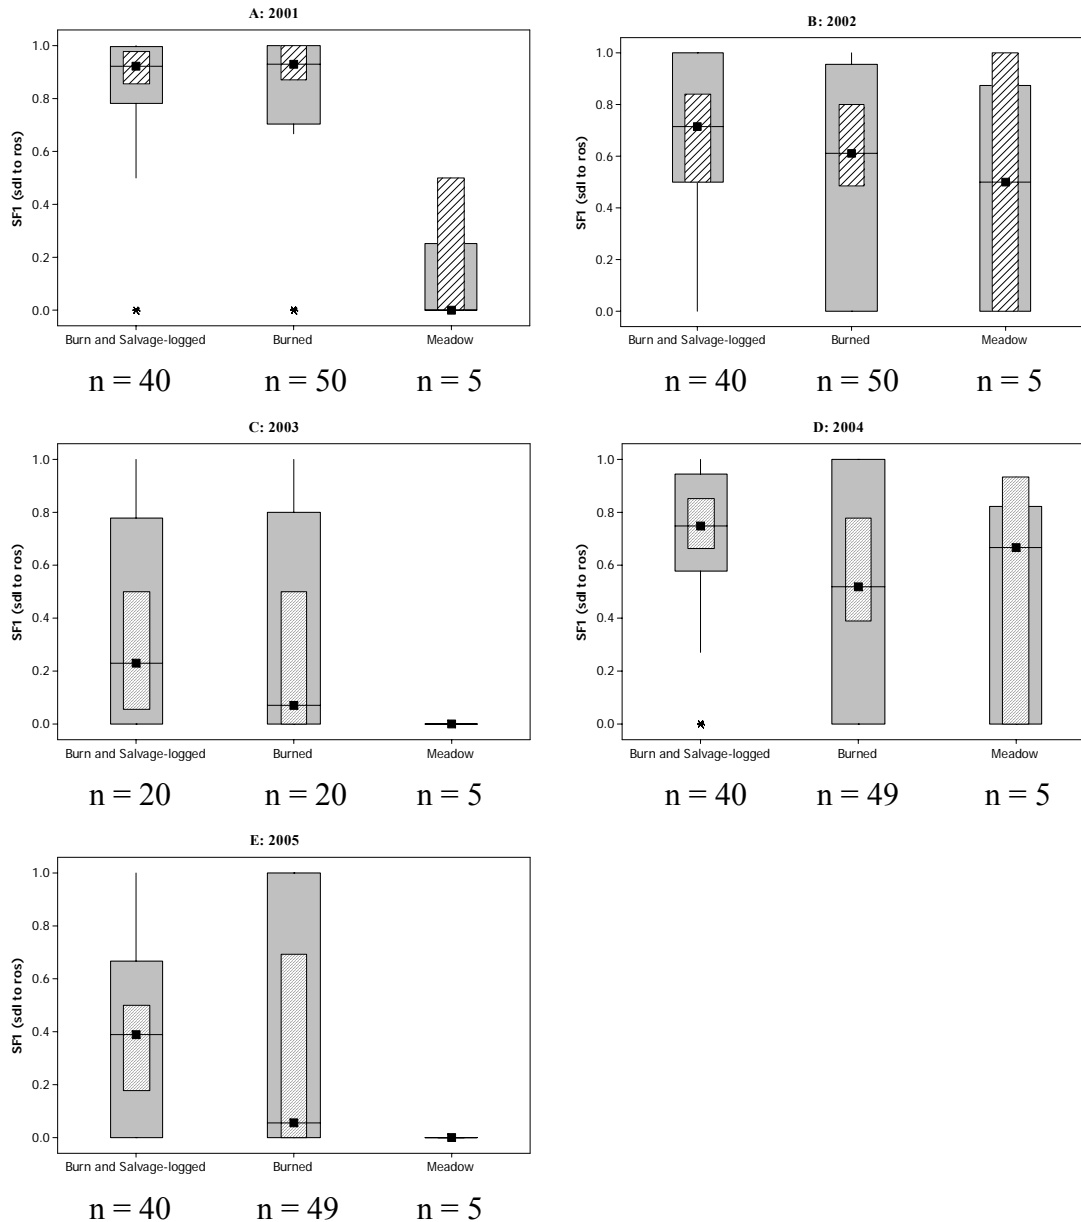 A: 2001
SF1 (sdl to ros)
1.0
0.8
0.6
0.4
0.2
0.0
Burn and Salvage-logged Burned Meadow
n = 40 n = 50 n = 5
B: 2002
SF1 (sdl to ros)
1.0
0.8
0.6
0.4
0.2
0.0
Burn and Salvage-logged Burned Meadow
n = 40 n = 50 n = 5
C: 2003
SF1 (sdl to ros)
1.0
0.8
0.6
0.4
0.2
0.0
Burn and Salvage-logged Burned Meadow
n = 20 n = 20 n = 5
D: 2004
SF1 (sdl to ros)
1.0
0.8
0.6
0.4
0.2
0.0
Burn and Salvage-logged Burned Meadow
n = 40 n = 49 n = 5
E: 2005
SF1 (sdl to ros)
1.0
0.8
0.6
0.4
0.2
0.0
Burn and Salvage-logged Burned Meadow
n = 40 n = 49 n = 5